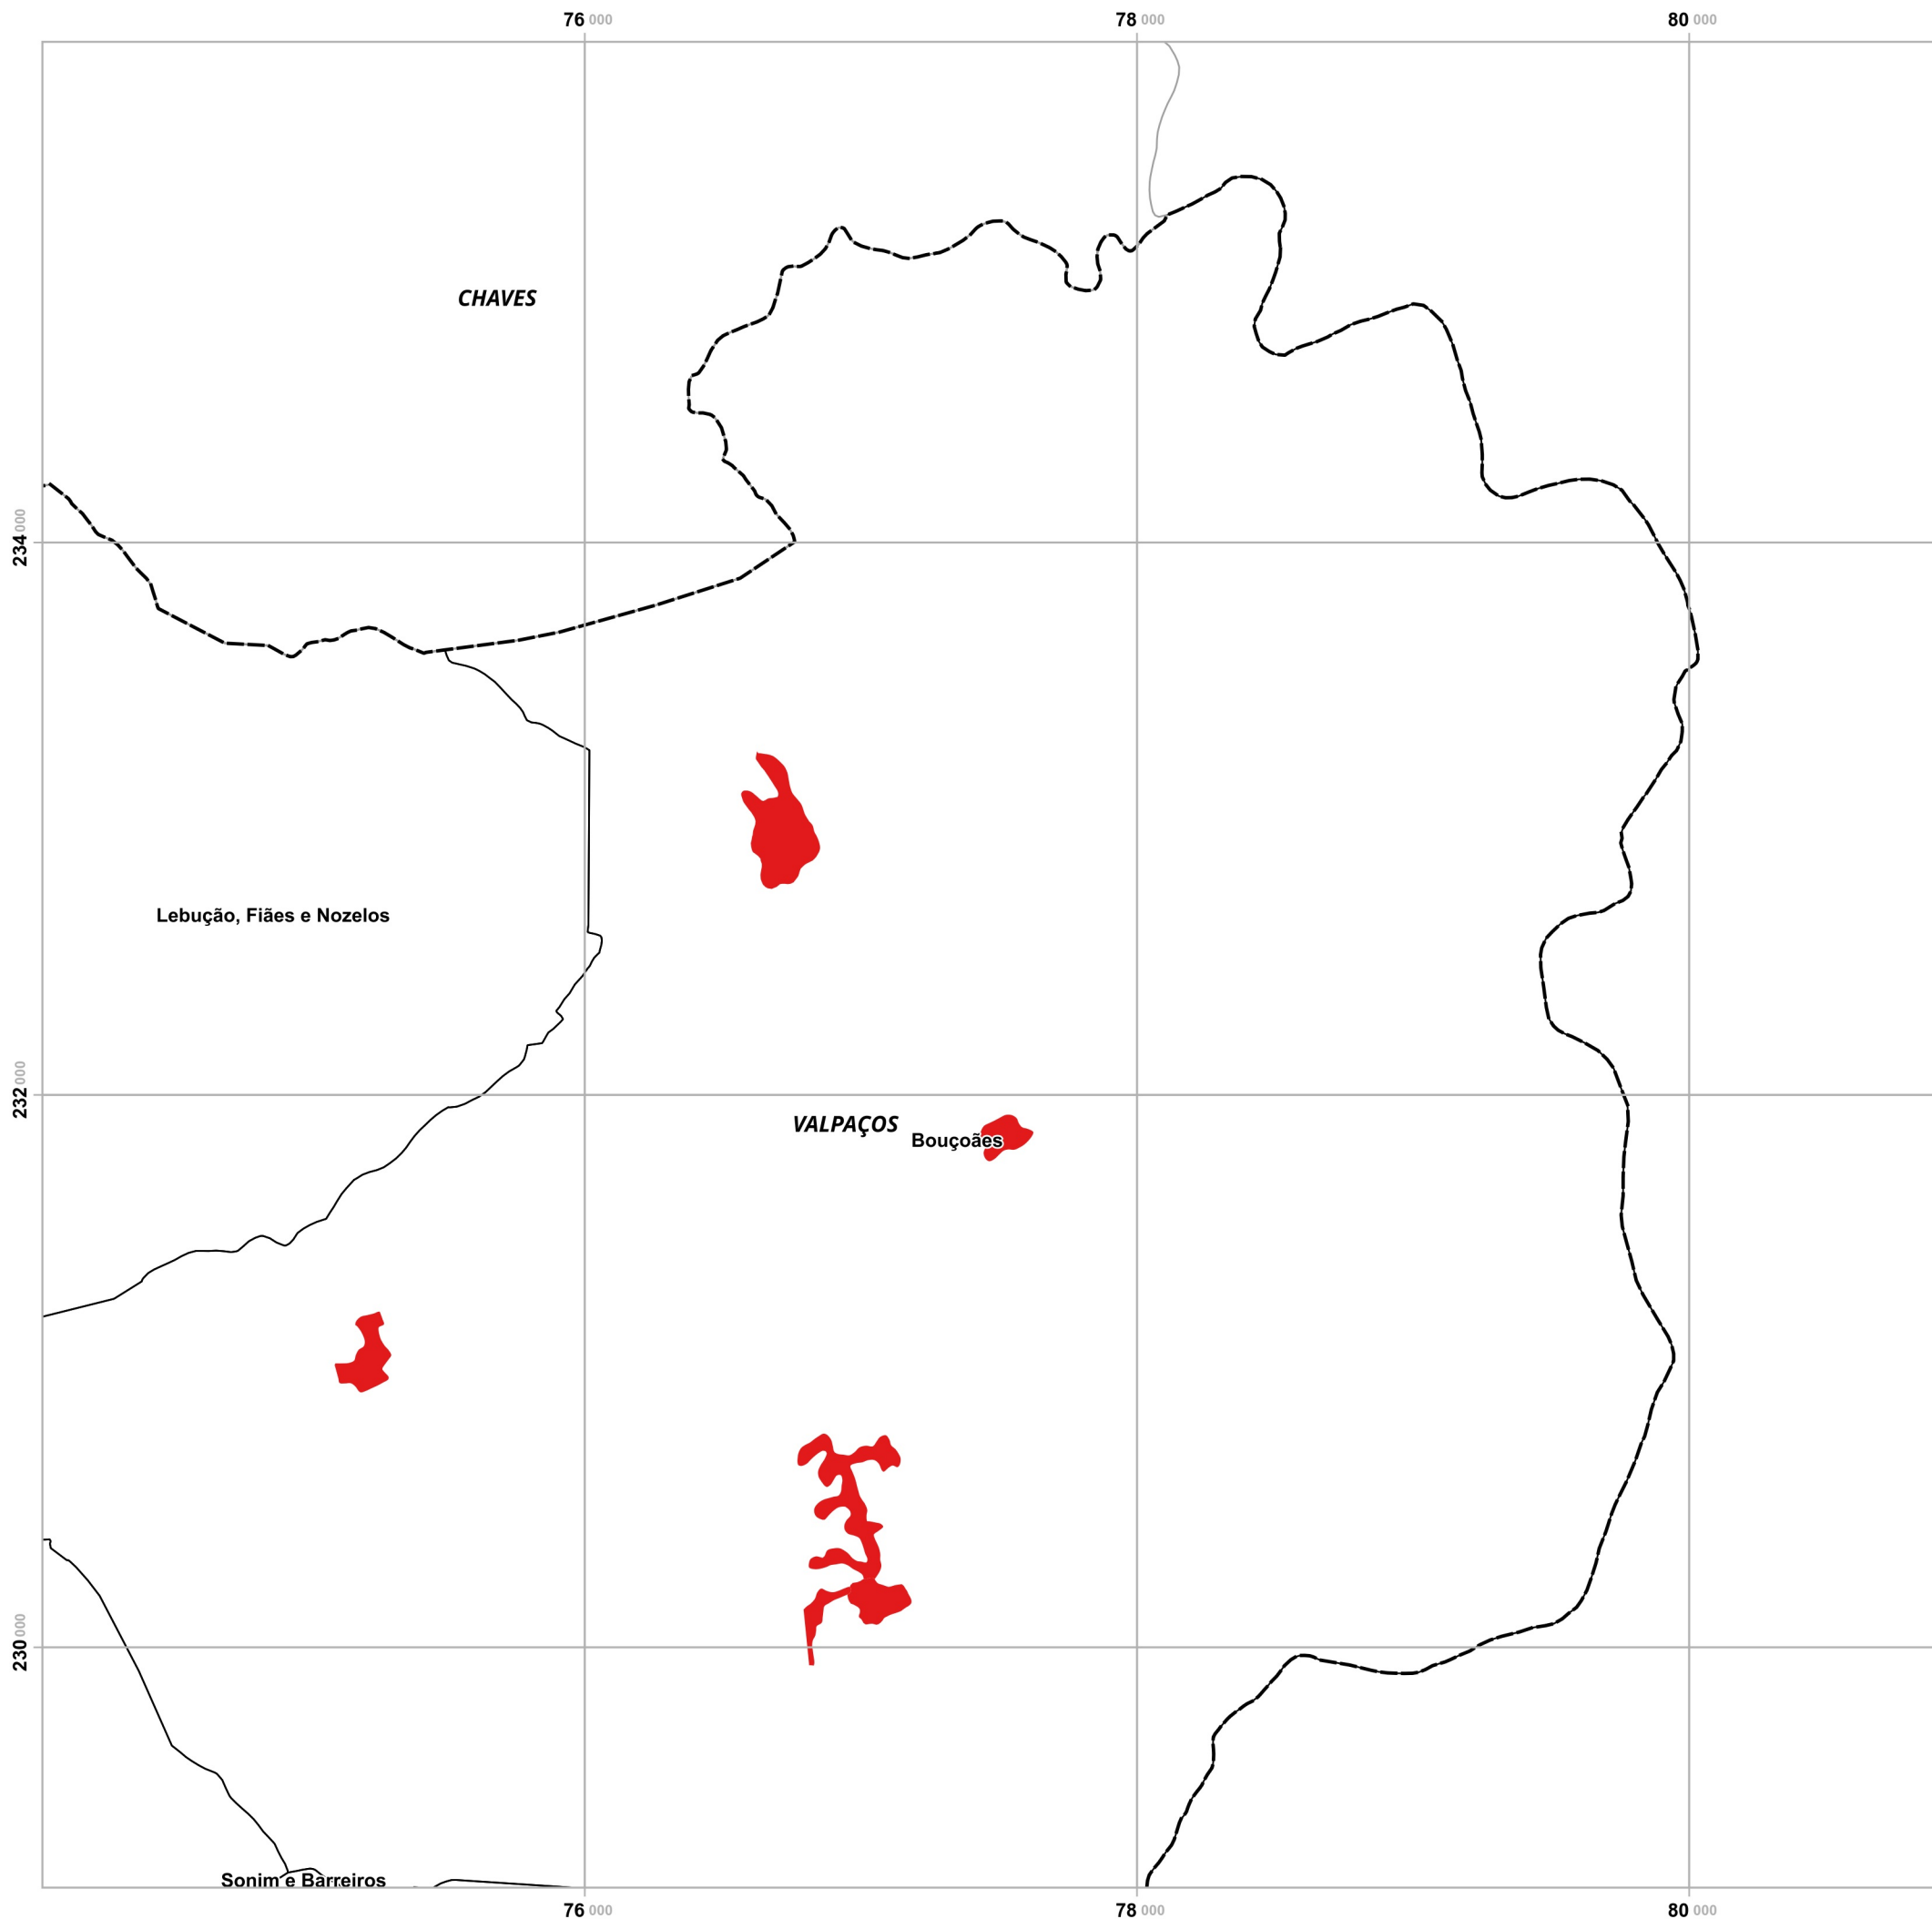 76 000 78 000 80 000
CHAVES
234 000
Lebução, Fiães e Nozelos
232 000
VALPAÇOS
Bouçoães
230 000
Sonim e Barreiros
76 000 78 000 80 000